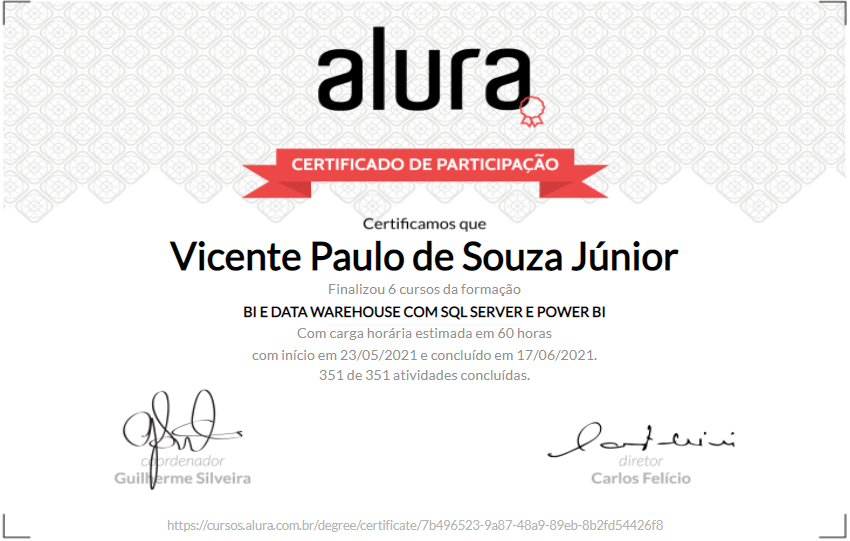 alura
CERTIFICADO DE PARTICIPAÇÃO
Certificamos que
Vicente Paulo de Souza Júnior
Finalizou 6 cursos da formação
BI E DATA WAREHOUSE COM SQL SERVER E POWER BI
Com carga horária estimada em 60 horas
com início em 23/05/2021 e concluído em 17/06/2021.
351 de 351 atividades concluídas.
coordenador
Guilherme Silveira
diretor
Carlos Felício
https://cursos.alura.com.br/degree/certificate/7b496523-9a87-48a9-89eb-8b2fd54426f8